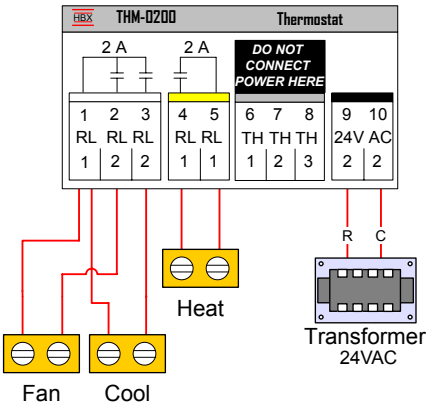 HBX THM-0200 Thermostat
2 A 2 A
DO NOT
CONNECT
POWER HERE
1 2 3 4 5 6 7 8 9 10
RL RL RL RL RL TH TH TH 24V AC
1 2 2 1 1 1 2 3 2 2
R C
Heat
Transformer
24VAC
Fan Cool